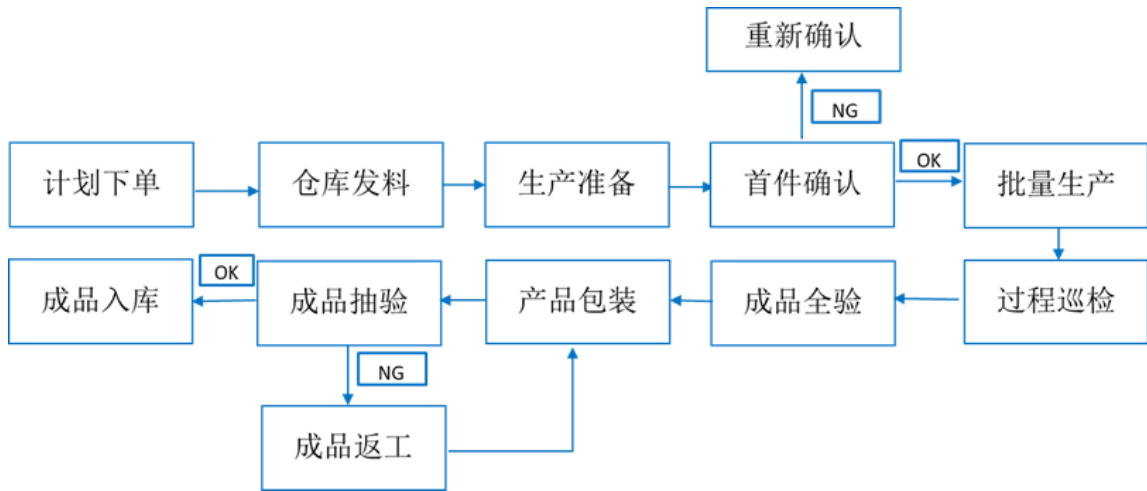 重新确认
NG
计划下单
仓库发料
生产准备
首件确认
OK
批量生产
成品入库
OK
成品抽验
产品包装
成品全验
过程巡检
NG
成品返工